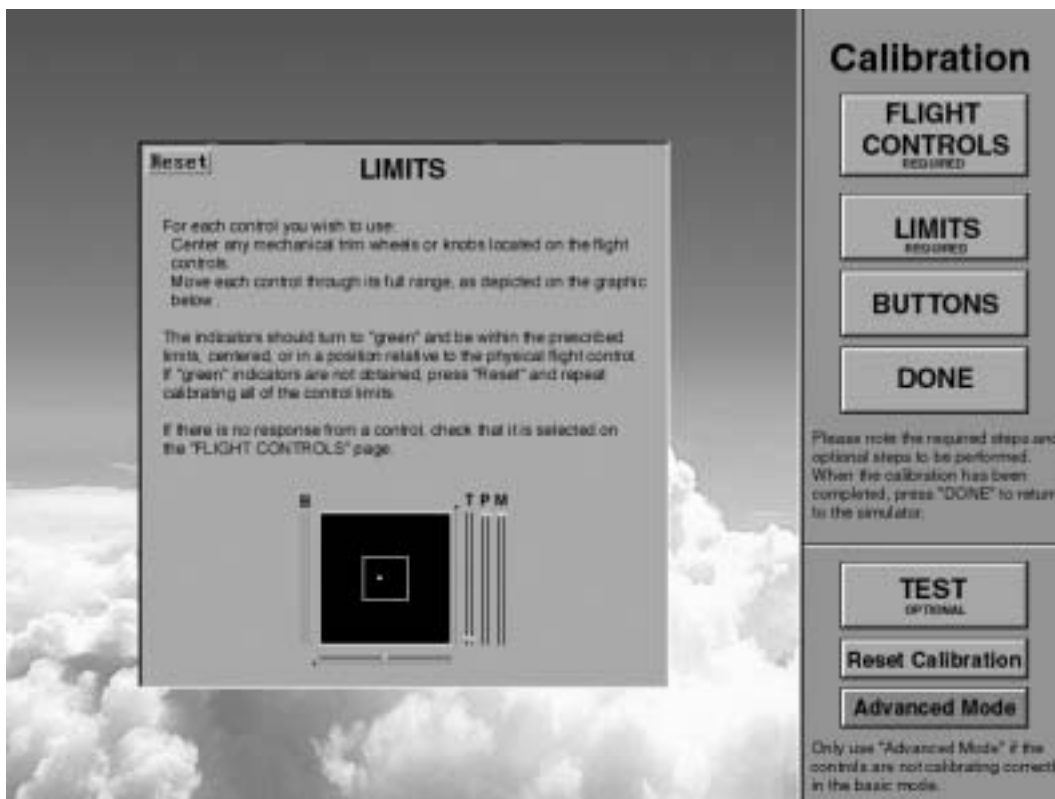 Reset
LIMITS
For each control you wish to use:
Center any mechanical trim wheels or knobs located on the flight
controls.
Move each control through its full range, as depicted on the graphic
below.
The indicators should turn to "green" and be within the prescribed
limits, centered, or in a position relative to the physical flight control.
If "green" indicators are not obtained, press "Reset" and repeat
calibrating all of the control limits.
If there is no response from a control, check that it is selected on
the "FLIGHT CONTROLS" page.
B
T P M
Calibration
FLIGHT
CONTROLS
REQUIRED
LIMITS
REQUIRED
BUTTONS
DONE
Please note the required steps and
optional steps to be performed.
When the calibration has been
completed, press "DONE" to return
to the simulator.
TEST
OPTIONAL
Reset Calibration
Advanced Mode
Only use "Advanced Mode" if the
controls are not calibrating correctl
in the basic mode.